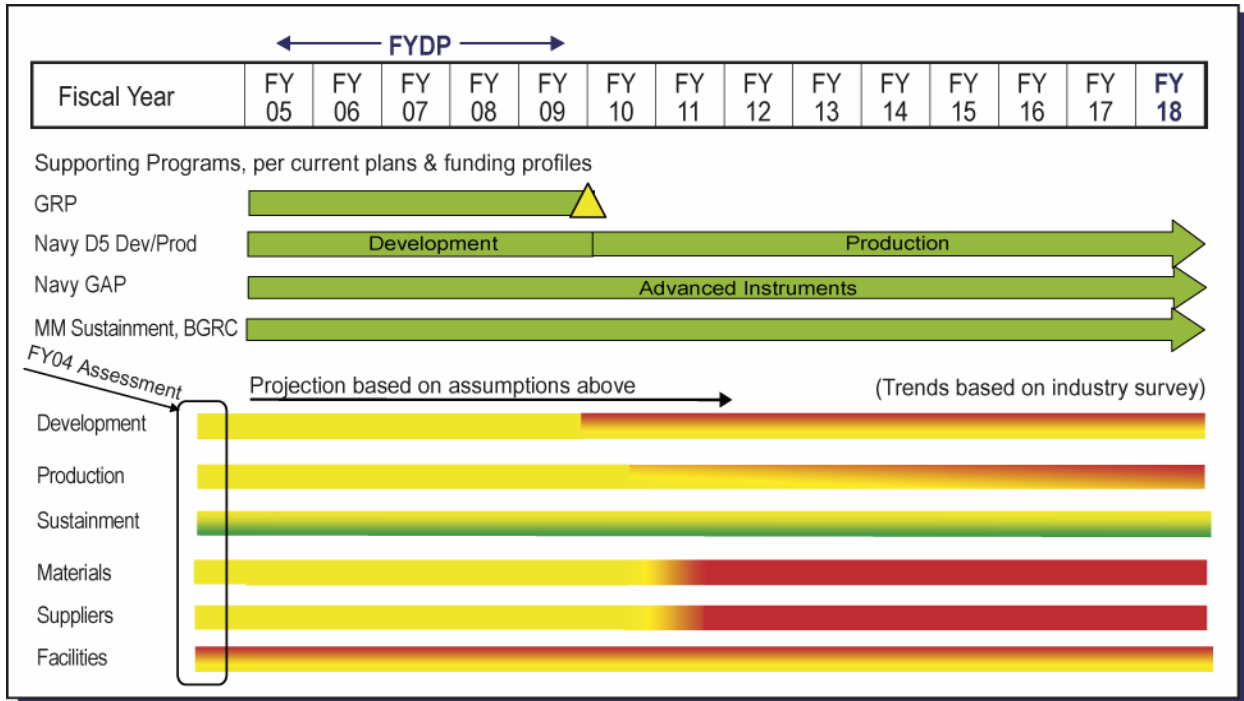 FYDP
Fiscal Year FY 05 FY 06 FY 07 FY 08 FY 09 FY 10 FY 11 FY 12 FY 13 FY 14 FY 15 FY 16 FY 17 FY 18
Supporting Programs, per current plans & funding profiles
GRP
Navy D5 Dev/Prod Development Production
Navy GAP Advanced Instruments
MM Sustainment, BGRC
FY04 Assessment
Projection based on assumptions above (Trends based on industry survey)
Development
Production
Sustainment
Materials
Suppliers
Facilities